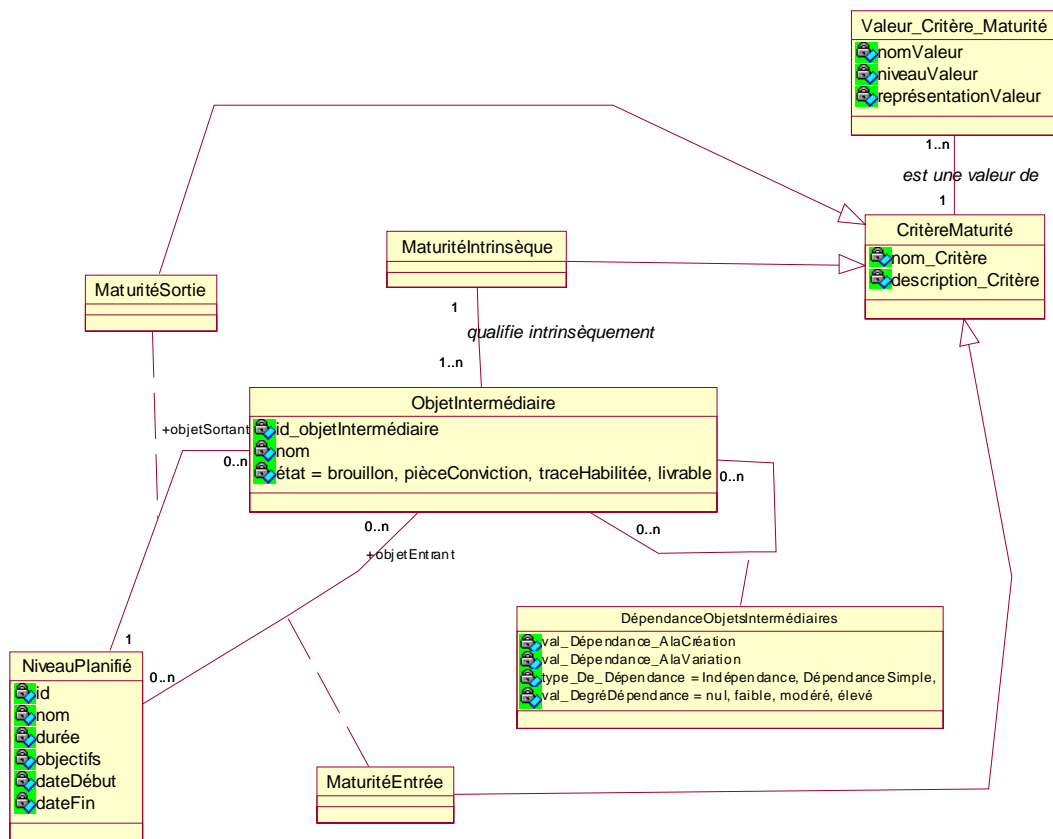 Valeur_Critère_Maturité
nomValeur
niveauValeur
représentationValeur
1..n
est une valeur de
1
CritèreMaturité
nom_Critère
description_Critère
MaturitéIntrinsèque
1
qualifie intrinsèquement
1..n
MaturitéSortie
ObjetIntermédiaire
id_objetIntermédiaire
nom
état = brouillon, pièceConviction, traceHabilitée, livrable
+objetSortant
0..n
0..n
0..n
0..n
+objetEntrant
DépendanceObjetsIntermédiaires
val_Dépendance_AlaCréation
val_Dépendance_AlaVariation
type_De_Dépendance = Indépendance, DépendanceSimple,
val_DegréDépendance = nul, faible, modéré, élevé
1
0..n
NiveauPlanifié
id
nom
durée
objectifs
dateDébut
dateFin
MaturitéEntrée